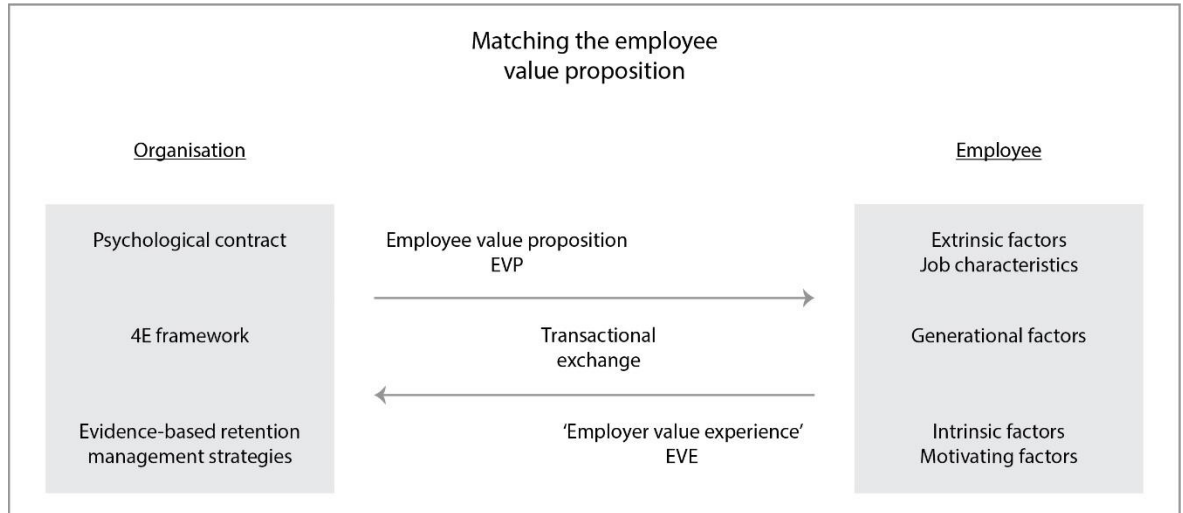 Matching the employee
value proposition
Organisation
Employee
Psychological contract
Employee value proposition
EVP
Extrinsic factors
Job characteristics
4E framework
Transactional
exchange
Generational factors
Evidence-based retention
management strategies
‘Employer value experience’
EVE
Intrinsic factors
Motivating factors